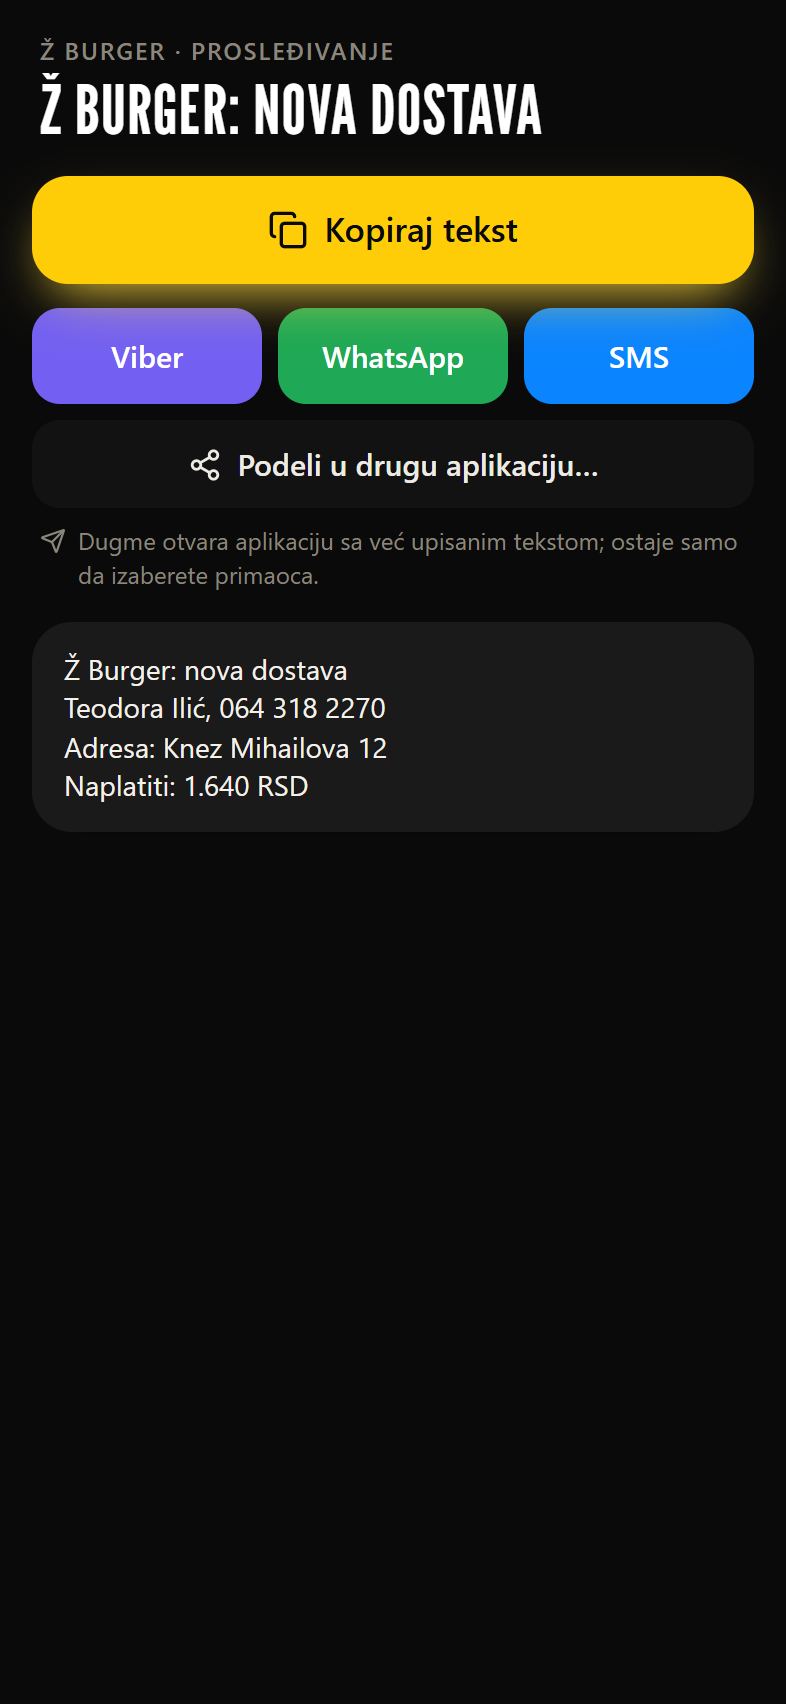 Ž BURGER · PROSLEĐIVANJE
Ž BURGER: NOVA DOSTAVA
Kopiraj tekst
Viber
WhatsApp
SMS
Podeli u drugu aplikaciju...
Dugme otvara aplikaciju sa već upisanim tekstom; ostaje samo
da izaberete primaoca.
Ž Burger: nova dostava
Teodora Ilić, 064 318 2270
Adresa: Knez Mihailova 12
Naplatiti: 1.640 RSD